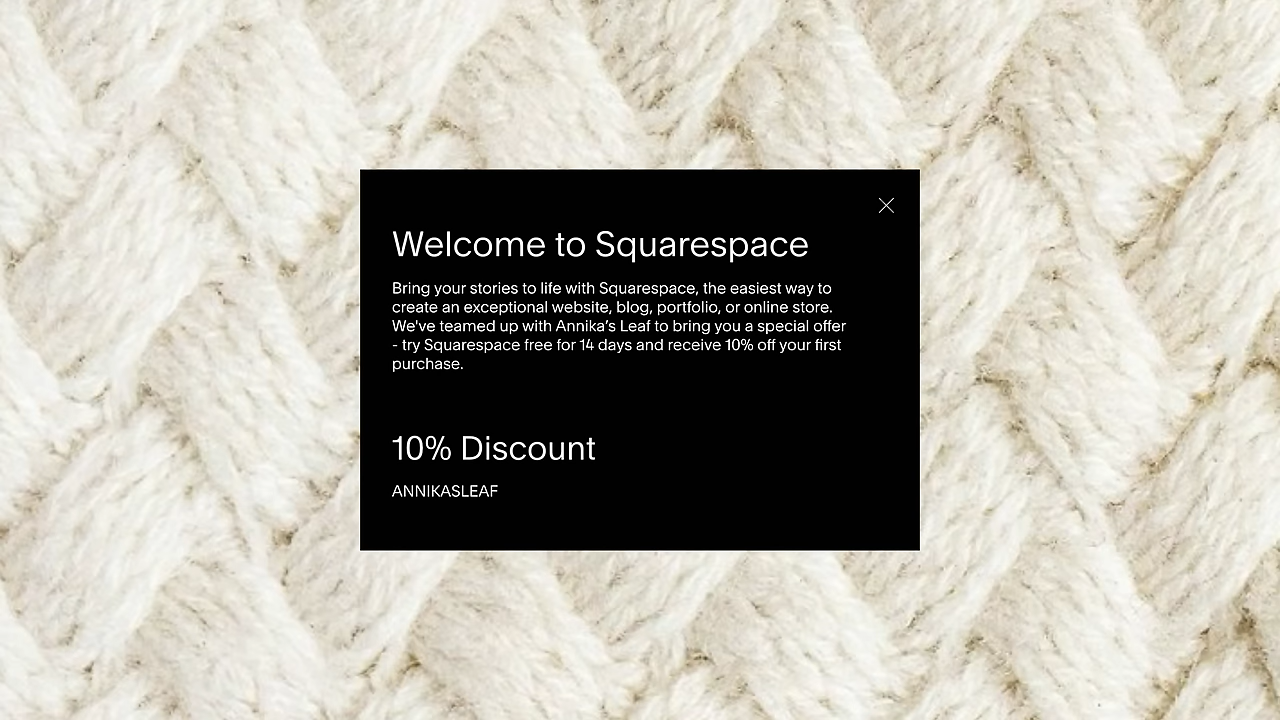 Welcome to Squarespace
Bring your stories to life with Squarespace, the easiest way to
create an exceptional website, blog, portfolio, or online store.
We've teamed up with Annika’s Leaf to bring you a special offer
- try Squarespace free for 14 days and receive 10% off your first
purchase.
10% Discount
ANNIKASLEAF